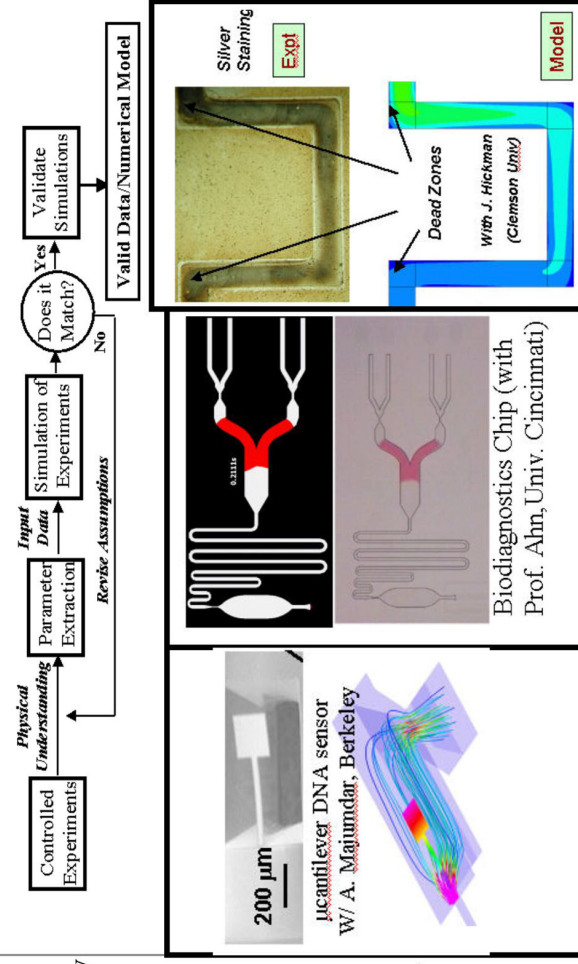 Controlled
Experiments
Physical
Understanding
Parameter
Extraction
Input
Data
Simulation of
Experiments
Does it
Match?
Yes
No
Validate
Simulations
Revise Assumptions
Valid Data/Numerical Model
200 µm
µcantilever DNA sensor
W/ A. Majumdar, Berkeley
0.2111s
Biodiagnostics Chip (with
Prof. Ahn, Univ. Cincinnati)
Silver
Staining
Expt
Dead Zones
With J. Hickman
(Clemson Univ)
Model